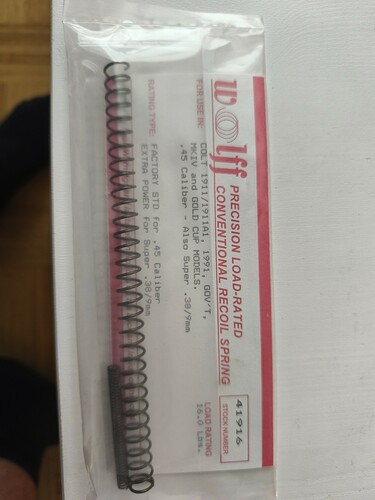 wolff
PRECISION LOAD-RATED
CONVENTIONAL RECOIL SPRING
41916
STOCK NUMBER
FOR USE IN: COLT 1911/1911A1, 1991, GOV'T,
MKIV and GOLD CUP MODELS.
.45 Caliber - Also Super .38/9mm
LOAD RATING
16.0 Lbs.
RATING TYPE: FACTORY STD for .45 Caliber
EXTRA POWER for Super .38/9mm